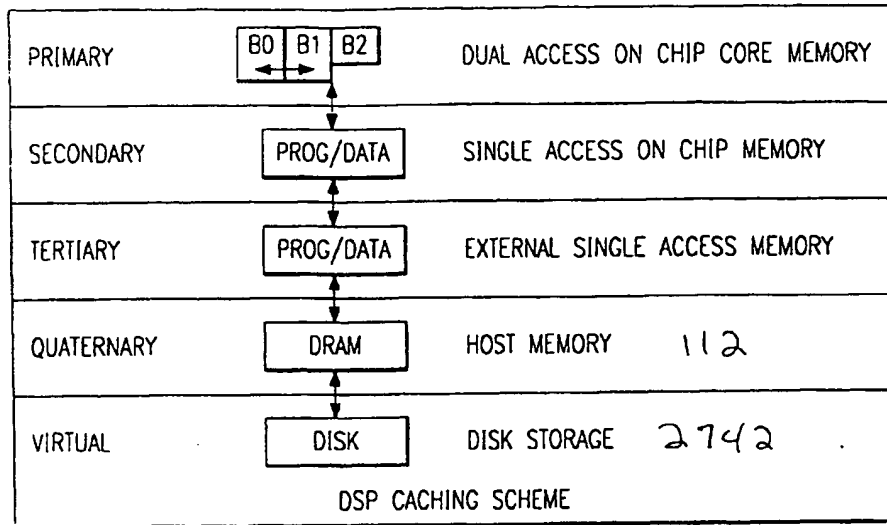 PRIMARY B0 B1 B2 DUAL ACCESS ON CHIP CORE MEMORY
SECONDARY PROG/DATA SINGLE ACCESS ON CHIP MEMORY
TERTIARY PROG/DATA EXTERNAL SINGLE ACCESS MEMORY
QUATERNARY DRAM HOST MEMORY 112
VIRTUAL DISK DISK STORAGE 2742
DSP CACHING SCHEME